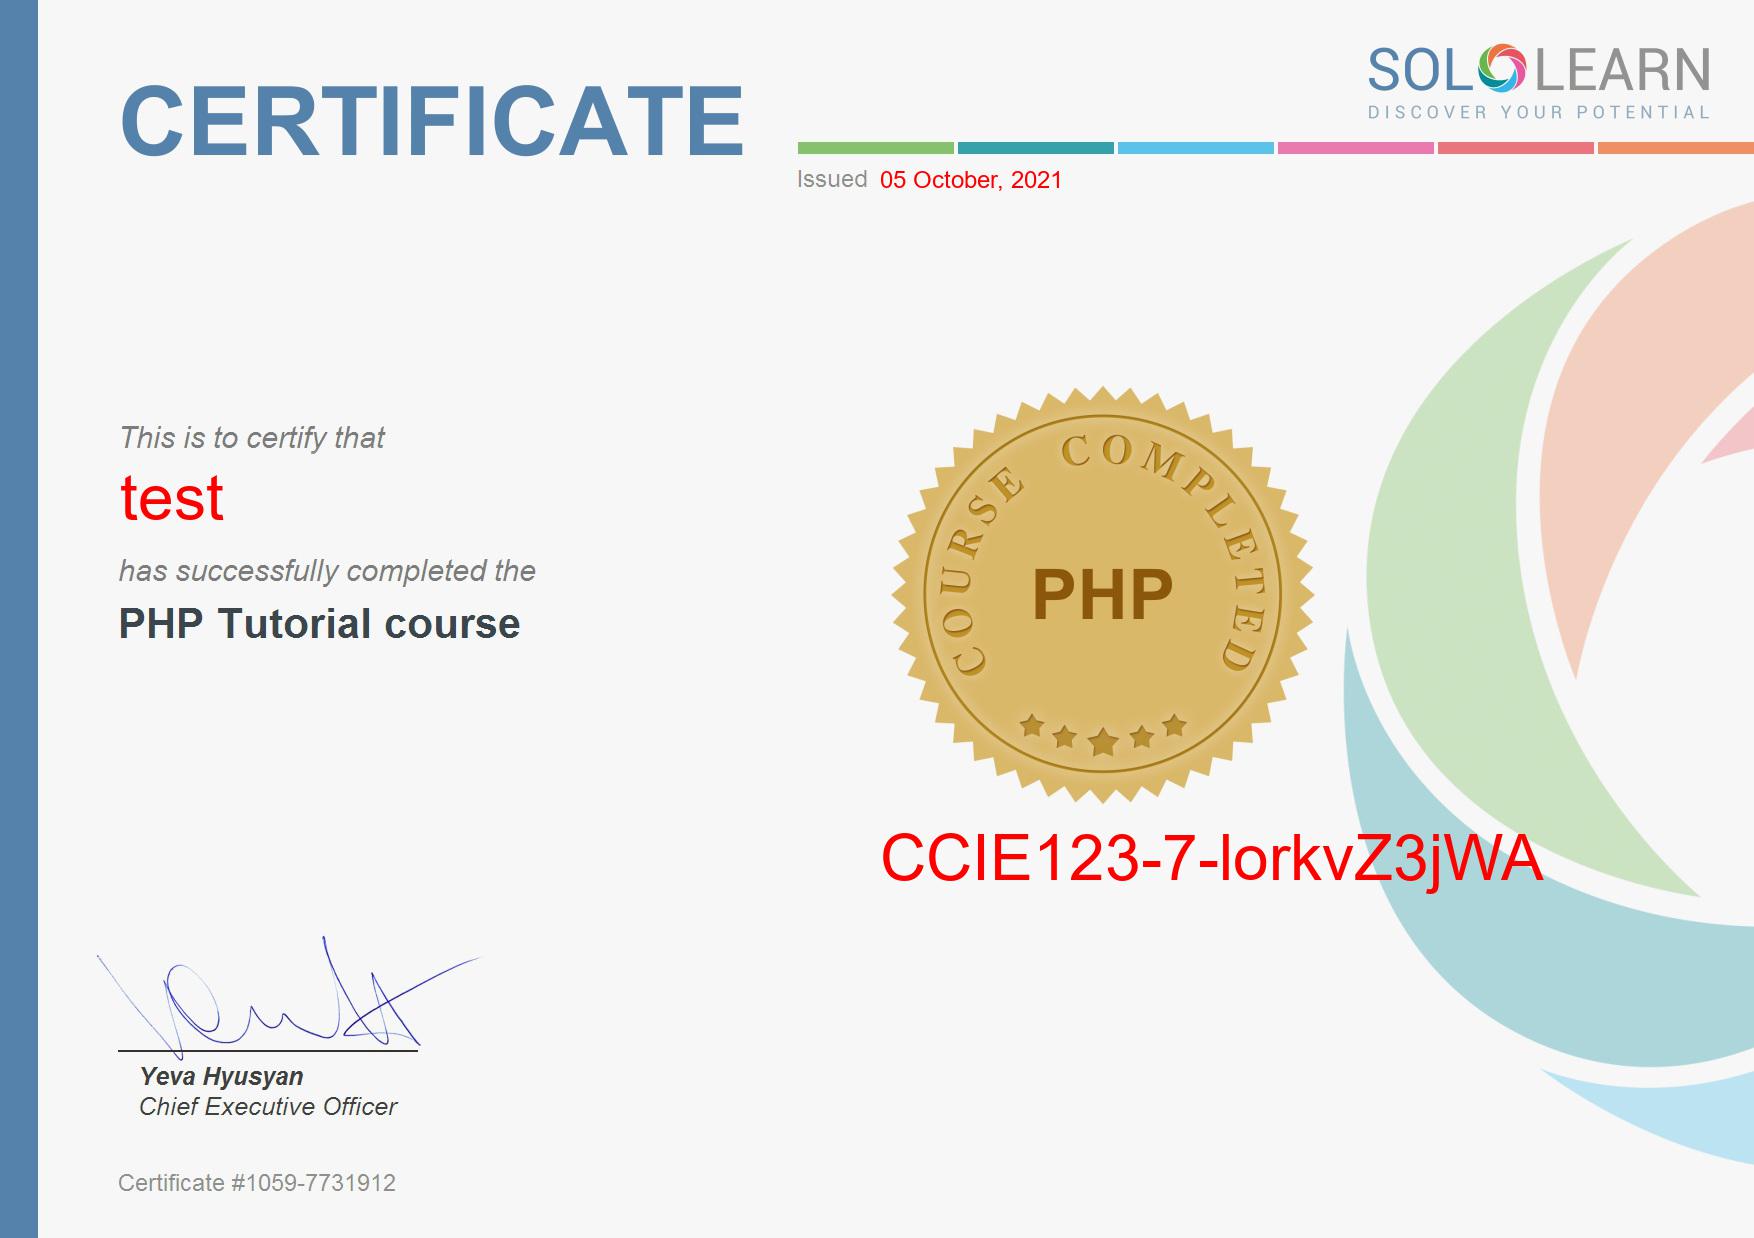 CERTIFICATE
SOLOLEARN
DISCOVER YOUR POTENTIAL
Issued 05 October, 2021
This is to certify that
test
has successfully completed the
PHP Tutorial course
COURSE COMPLETED
PHP
CCIE123-7-lorkvZ3jWA
Yeva Hyusyan
Chief Executive Officer
Certificate #1059-7731912